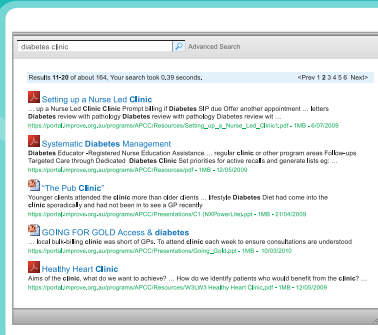 diabetes clinic
Advanced Search
Results 11-20 of about 164. Your search took 0,39 seconds.
<Prev 1 2 3 4 5 6 Next>
Setting up a Nurse Led Clinic
... up a Nurse Led Clinic Clinic Prompt billing if Diabetes SIP due Offer another appointment ... letters
Diabetes review with pathology Diabetes review with pathology Diabetes review wit ...
https://portal.improve,org,au/programs/APCC/Resources/Setting_up_a_Nurse_Led_Clinic1,pdf - 1MB - 6/07/2009
Systematic Diabetes Management
Diabetes Educator -Registered Nurse Education Assistance ... regular clinic or other program areas Follow-ups
Targeted Care through Dedicated Diabetes Clinic Set priorities for active recalls and generate lists eg: ...
https://portal,improve,org,au/programs/APCC/Resources/pdf - 1MB - 12/05/2009
"The Pub Clinic"
Younger clients attended the clinic more than older clients ... lifestyle Diabetes Diet had come into the
clinic sporadically and had not been in to see a GP recently
https://portal,improve,org,au/programs/APCC/Presentations/C1 (NXPowerLite),ppt - 1MB - 21/04/2009
GOING FOR GOLD Access & diabetes
... local bulk-billing clinic was short of GPs. To attend clinic each week to ensure consultations are understood
https://portal,improve,org,au/programs/APCC/Presentations/Going_Gold,ppt - 1MB - 10/03/2010
Healthy Heart Clinic
Aims of the clinic, what do we want to achieve? ... How do we identify patients who would benefit from the clinic? ...
https://portal,improve,org,au/programs/APCC/Resources/W3LW3 Healthy Heart Clinic,pdf - 1MB - 12/05/2009